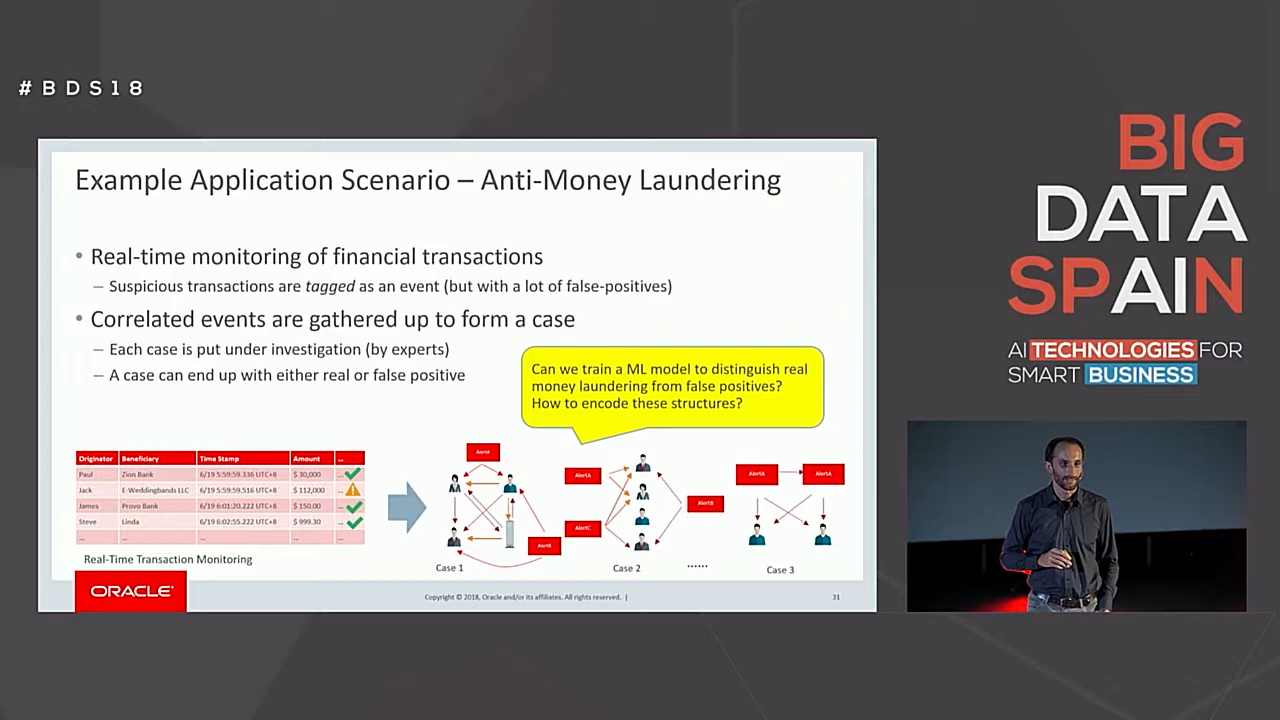 #BDS18
BIG
DATA
SPAIN
AI TECHNOLOGIES FOR
SMART BUSINESS
Example Application Scenario – Anti-Money Laundering
• Real-time monitoring of financial transactions
– Suspicious transactions are tagged as an event (but with a lot of false-positives)
• Correlated events are gathered up to form a case
– Each case is put under investigation (by experts)
– A case can end up with either real or false positive
Can we train a ML model to distinguish real
money laundering from false positives?
How to encode these structures?
Originator Beneficiary Time Stamp Amount ...
Paul Zion Bank 6/19 5:59:59.336 UTC+8 $ 30,000 ...
Jack E-Weddingbands LLC 6/19 5:59:59.516 UTC+8 $ 112,000 ...
James Provo Bank 6/19 6:01:20.222 UTC+8 $ 150.00 ...
Steve Linda 6/19 6:02:55.222 UTC+8 $ 999.30 ...
... ... ... ... ...
Real-Time Transaction Monitoring
AlertA
AlertB
Case 1
AlertA
AlertC
AlertB
Case 2
......
AlertA
AlertA
Case 3
ORACLE
Copyright © 2018, Oracle and/or its affiliates. All rights reserved. |
31